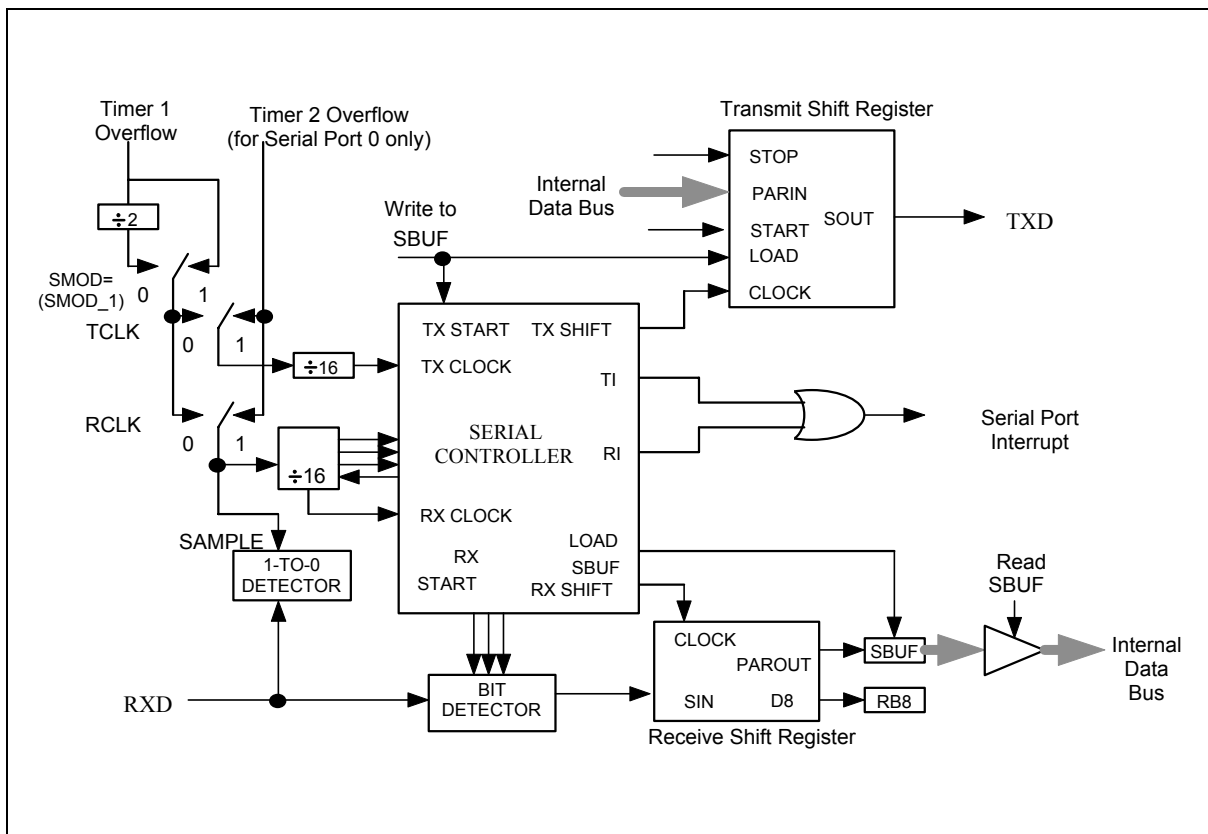 Timer 1
Overflow
Timer 2 Overflow
(for Serial Port 0 only)
Transmit Shift Register
÷2
STOP
Internal
Data Bus
PARIN
SOUT
START
LOAD
CLOCK
TXD
Write to
SBUF
SMOD=
(SMOD_1)
0
1
TCLK
0
1
÷16
TX START
TX SHIFT
TX CLOCK
TI
RCLK
0
1
÷16
SERIAL
CONTROLLER
RI
Serial Port
Interrupt
RX CLOCK
SAMPLE
1-TO-0
DETECTOR
RX
START
LOAD
SBUF
RX SHIFT
Read
SBUF
CLOCK
PAROUT
SBUF
Internal
Data
Bus
RXD
BIT
DETECTOR
SIN
D8
RB8
Receive Shift Register